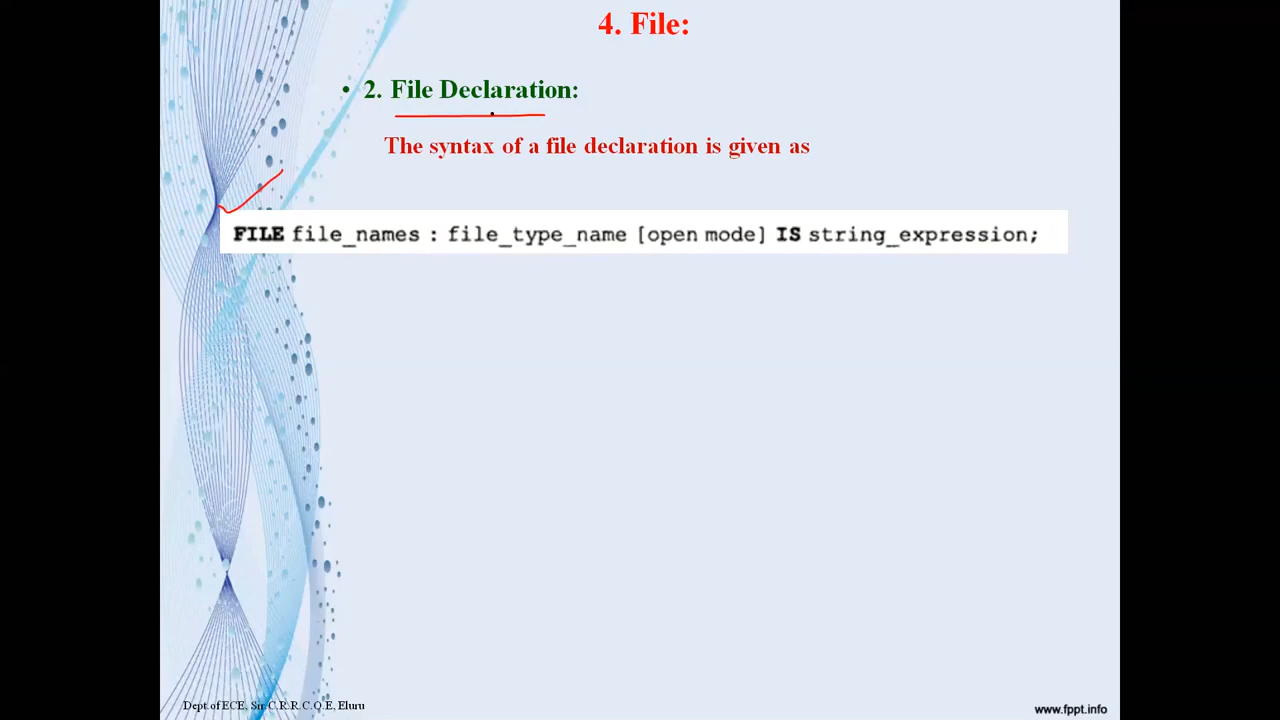 4. File:
• 2. File Declaration:
The syntax of a file declaration is given as
FILE file_names : file_type_name [open mode] IS string_expression;
Dept.of ECE, Sir.C.R.R.C.O.E, Eluru
www.fppt.info